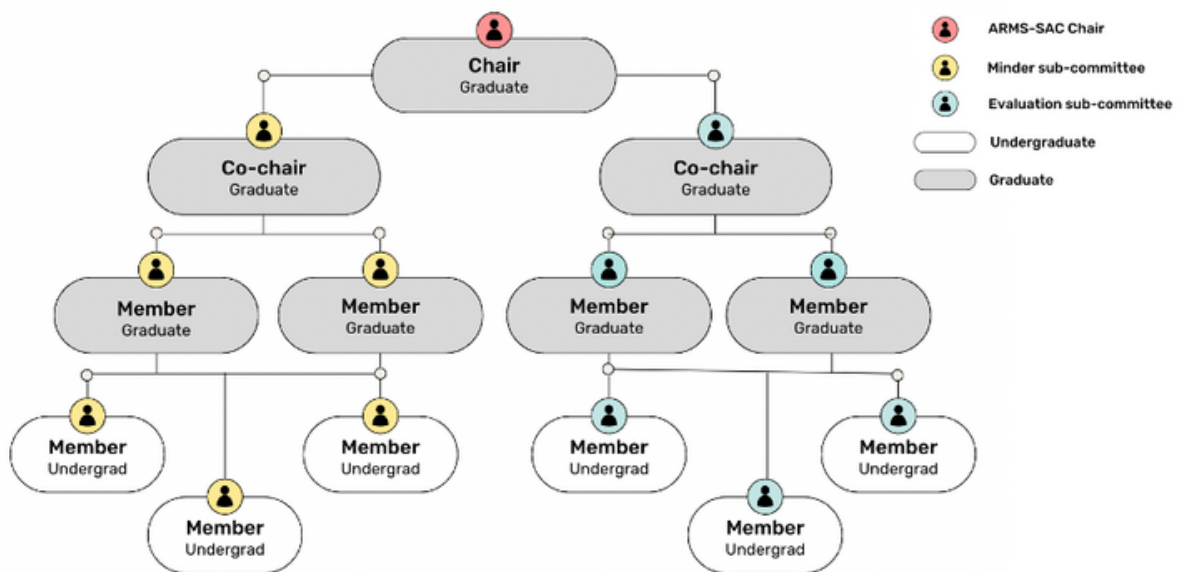 Chair
Graduate
ARMS-SAC Chair
Minder sub-committee
Evaluation sub-committee
Undergraduate
Graduate
Co-chair
Graduate
Co-chair
Graduate
Member
Graduate
Member
Graduate
Member
Graduate
Member
Graduate
Member
Undergrad
Member
Undergrad
Member
Undergrad
Member
Undergrad
Member
Undergrad
Member
Undergrad